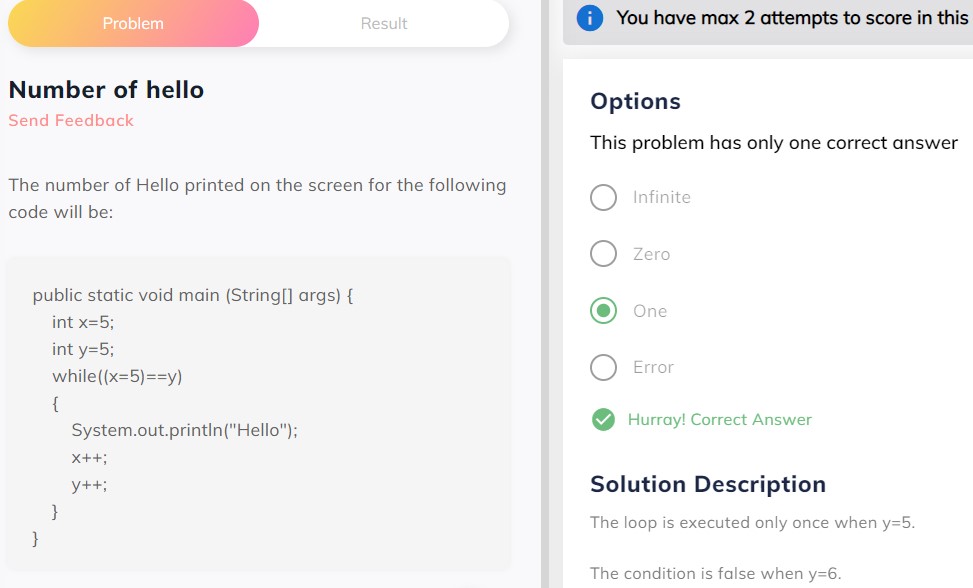 Problem
Result
Number of hello
Send Feedback
The number of Hello printed on the screen for the following
code will be:
public static void main (String[] args) {
int x=5;
int y=5;
while((x=5)==y)
{
System.out.println("Hello");
x++;
y++;
}
}
You have max 2 attempts to score in this
Options
This problem has only one correct answer
Infinite
Zero
One
Error
Hurray! Correct Answer
Solution Description
The loop is executed only once when y=5.
The condition is false when y=6.